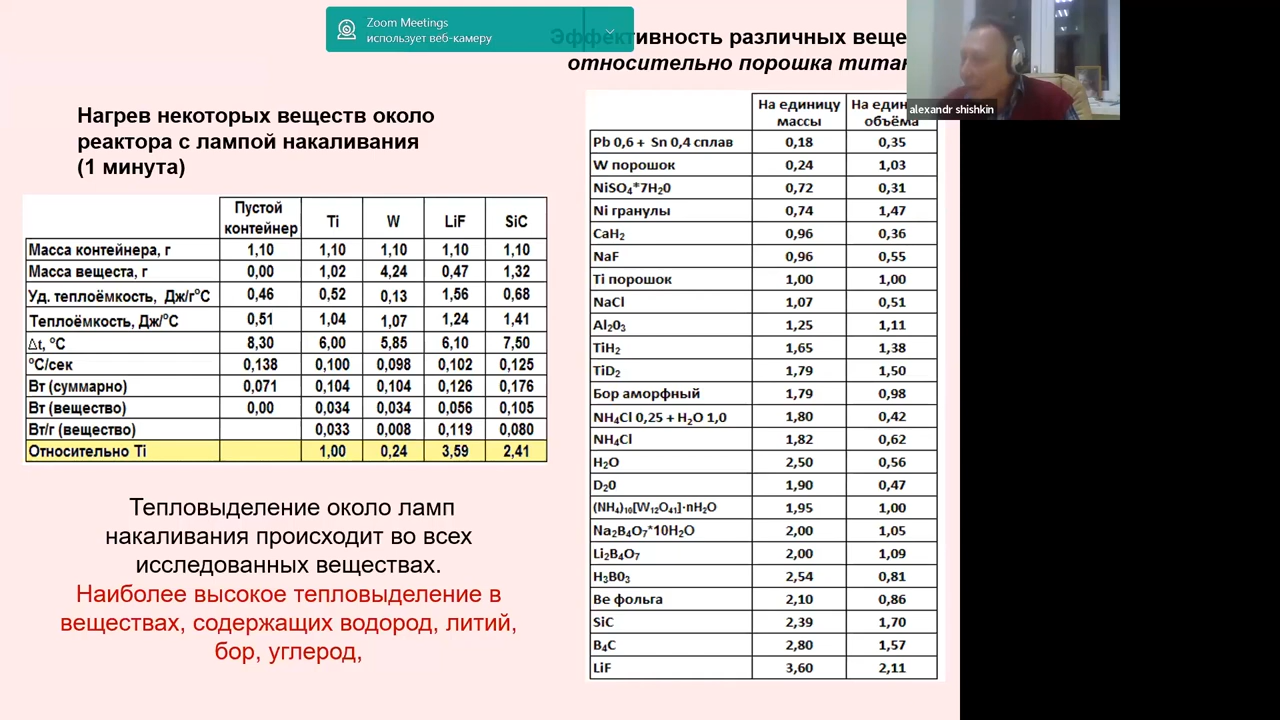 Zoom Meetings
использует веб-камеру
Эффективность различных веще
относительно порошка титан
alexandr shishkin
Нагрев некоторых веществ около
реактора с лампой накаливания
(1 минута)
Пустой контейнер Ti W LiF SiC
Масса контейнера, г 1,10 1,10 1,10 1,10 1,10
Масса вещеста, г 0,00 1,02 4,24 0,47 1,32
Уд. теплоёмкость, Дж/г°С 0,46 0,52 0,13 1,56 0,68
Теплоёмкость, Дж/°С 0,51 1,04 1,07 1,24 1,41
Δt, °C 8,30 6,00 5,85 6,10 7,50
°С/сек 0,138 0,100 0,098 0,102 0,125
Вт (суммарно) 0,071 0,104 0,104 0,126 0,176
Вт (вещество) 0,00 0,034 0,034 0,056 0,105
Вт/г (вещество) 0,033 0,008 0,119 0,080
Относительно Ti 1,00 0,24 3,59 2,41
Тепловыделение около ламп
накаливания происходит во всех
исследованных веществах.
Наиболее высокое тепловыделение в
веществах, содержащих водород, литий,
бор, углерод,
На единицу массы На един объёма
Pb 0,6 + Sn 0,4 сплав 0,18 0,35
W порошок 0,24 1,03
NiSO₄*7H₂0 0,72 0,31
Ni гранулы 0,74 1,47
CaH₂ 0,96 0,36
NaF 0,96 0,55
Ti порошок 1,00 1,00
NaCl 1,07 0,51
Al₂0₃ 1,25 1,11
TiH₂ 1,65 1,38
TiD₂ 1,79 1,50
Бор аморфный 1,79 0,98
NH₄Cl 0,25 + H₂O 1,0 1,80 0,42
NH₄Cl 1,82 0,62
H₂O 2,50 0,56
D₂0 1,90 0,47
(NH₄)₁₀[W₁₂O₄₁]·nH₂O 1,95 1,00
Na₂B₄O₇*10H₂O 2,00 1,05
Li₂B₄O₇ 2,00 1,09
H₃B0₃ 2,54 0,81
Be фольга 2,10 0,86
SiC 2,39 1,70
B₄C 2,80 1,57
LiF 3,60 2,11